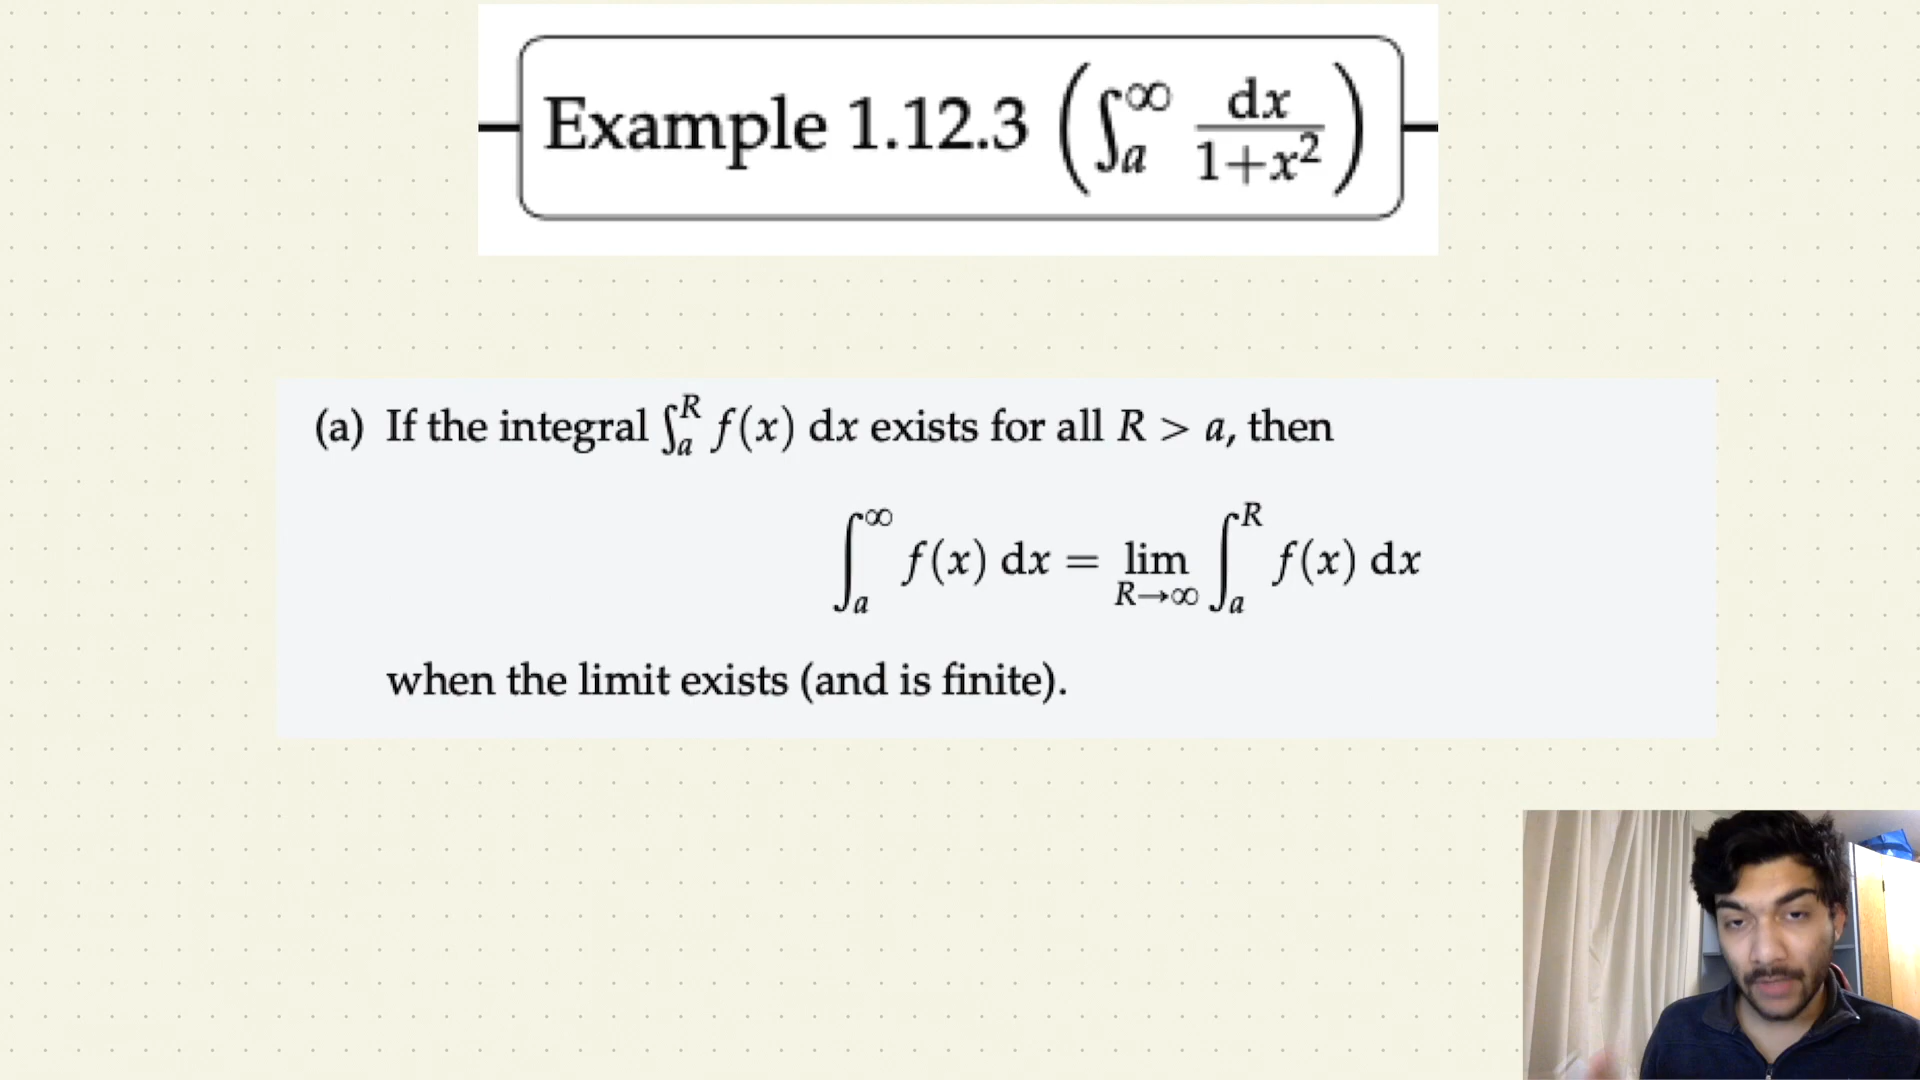 Example 1.12.3 (∫_a^∞ dx/(1+x²))
(a) If the integral ∫_a^R f(x) dx exists for all R > a, then
∫_a^∞ f(x) dx = lim_{R→∞} ∫_a^R f(x) dx
when the limit exists (and is finite).